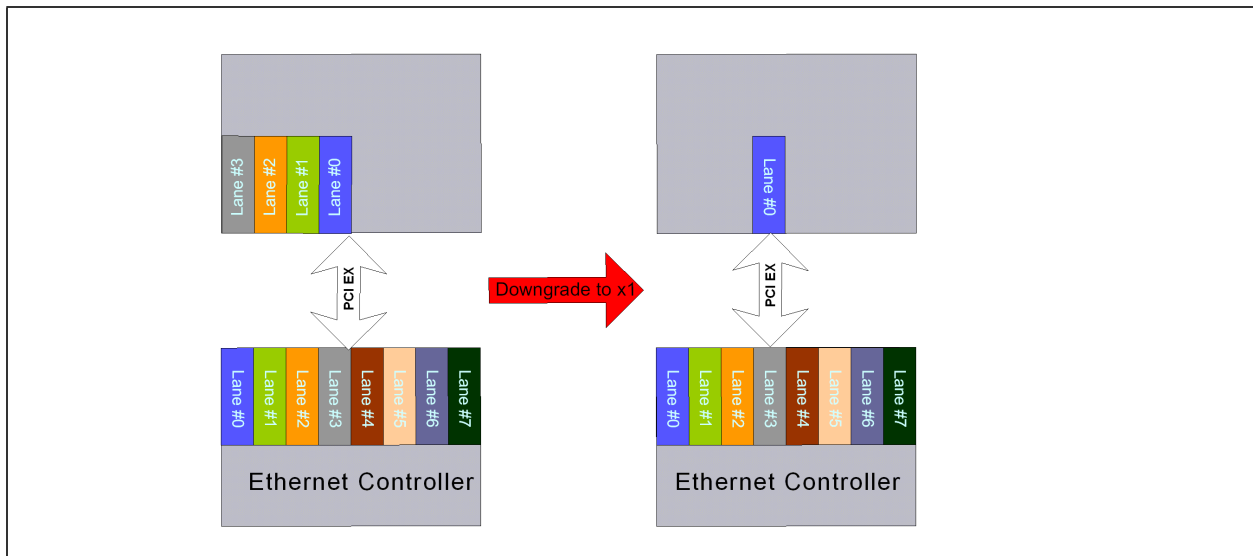 Lane #3
Lane #2
Lane #1
Lane #0
PCI EX
Lane #0
Lane #1
Lane #2
Lane #3
Lane #4
Lane #5
Lane #6
Lane #7
Ethernet Controller
Downgrade to x1
Lane #0
PCI EX
Lane #0
Lane #1
Lane #2
Lane #3
Lane #4
Lane #5
Lane #6
Lane #7
Ethernet Controller